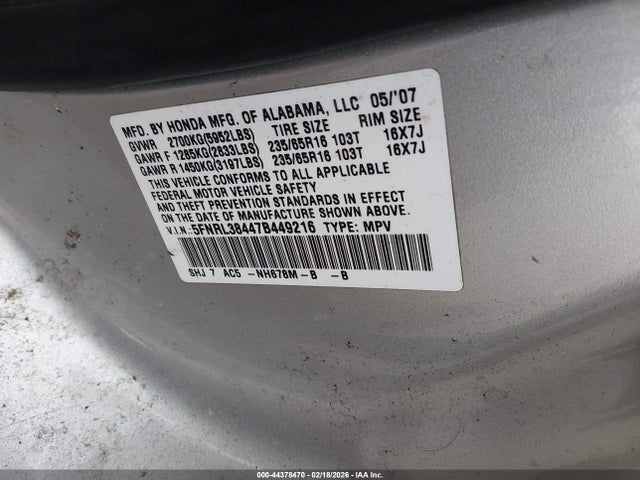 MFD. BY HONDA MFG. OF ALABAMA, LLC 05/'07
GVWR 2700KG(5952LBS) TIRE SIZE RIM SIZE
GAWR F 1285KG(2833LBS) 235/65R16 103T 16X7J
GAWR R 1450KG(3197LBS) 235/65R16 103T 16X7J
THIS VEHICLE CONFORMS TO ALL APPLICABLE
FEDERAL MOTOR VEHICLE SAFETY
AND THEFT PREVENTION STANDARDS IN EFFECT
ON THE DATE OF MANUFACTURE SHOWN ABOVE.
V.I.N.: 5FNRL38447B449216 TYPE: MPV
SHJ 7 AC5 -NH678M-B -B
000-44378470 - 02/18/2026 - IAA Inc.